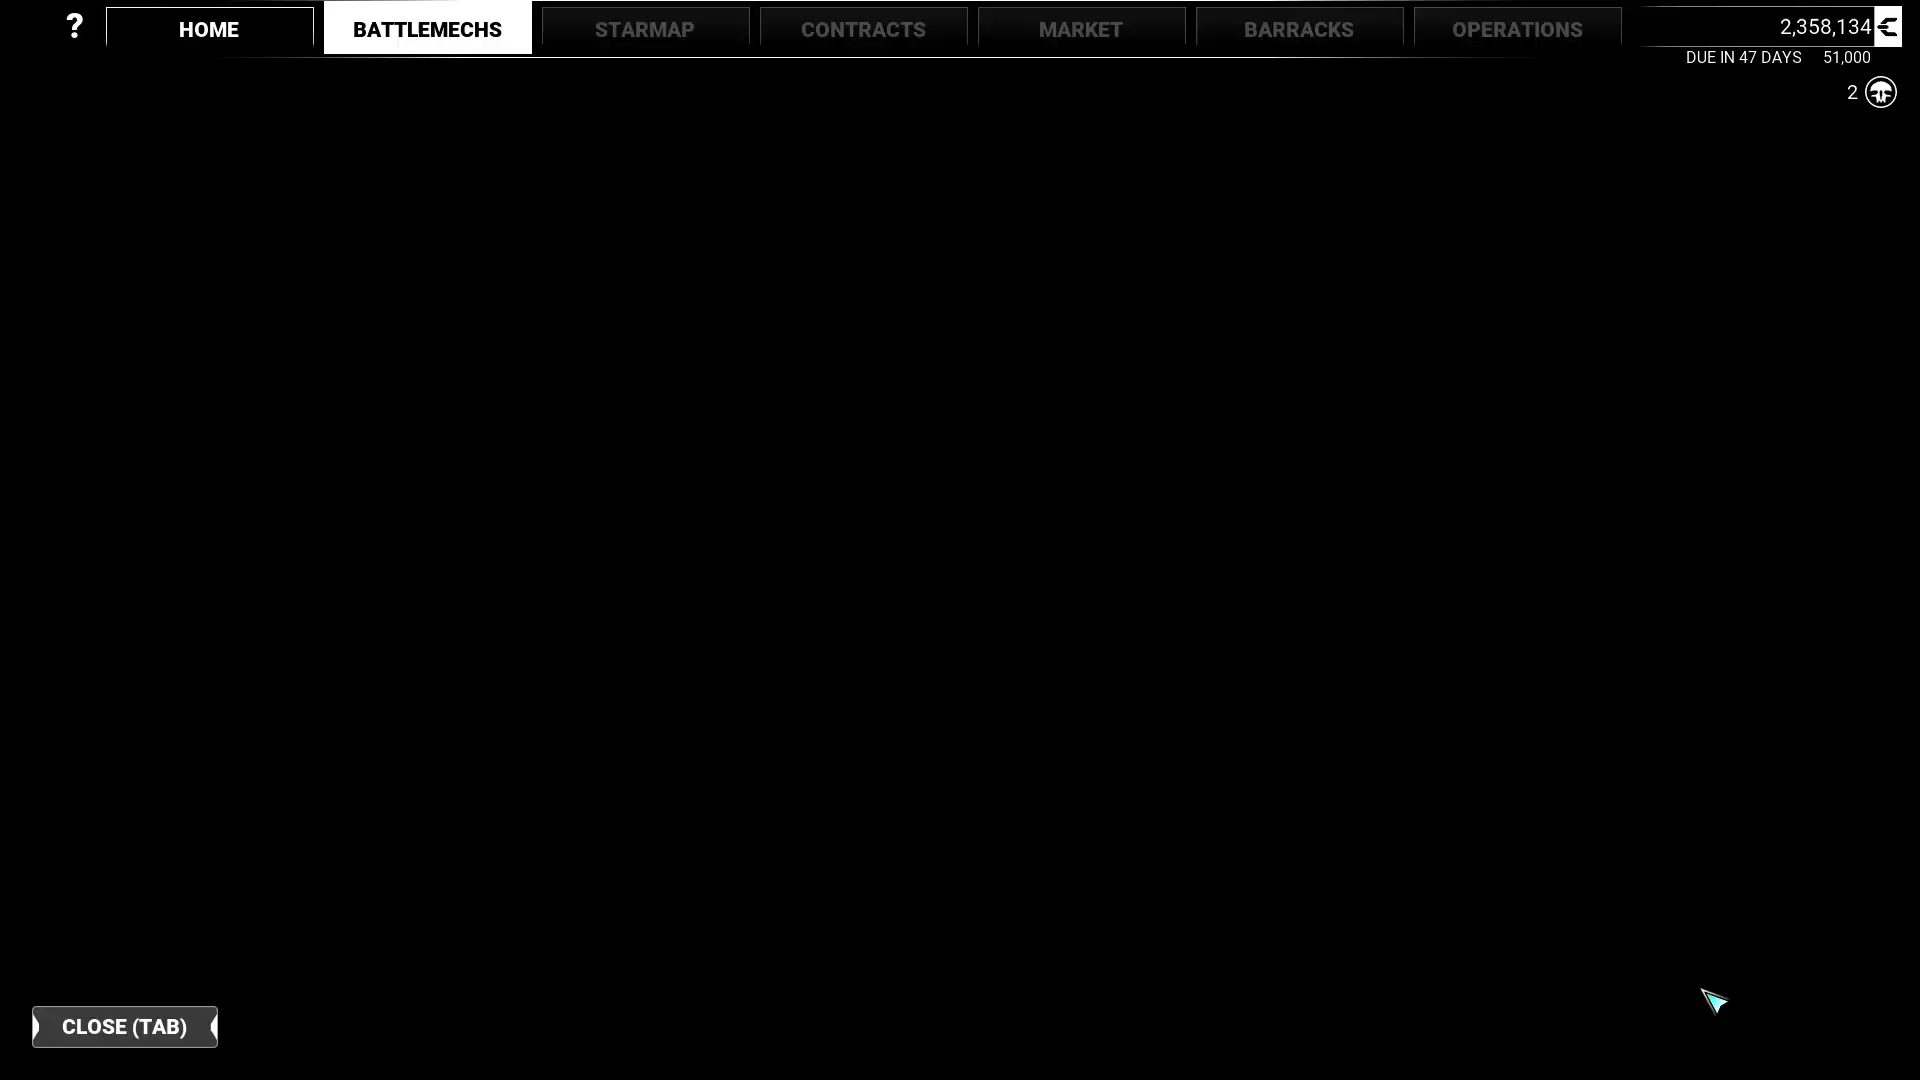 ?
HOME
BATTLEMECHS
STARMAP
CONTRACTS
MARKET
BARRACKS
OPERATIONS
2,358,134
DUE IN 47 DAYS 51,000
2
CLOSE (TAB)